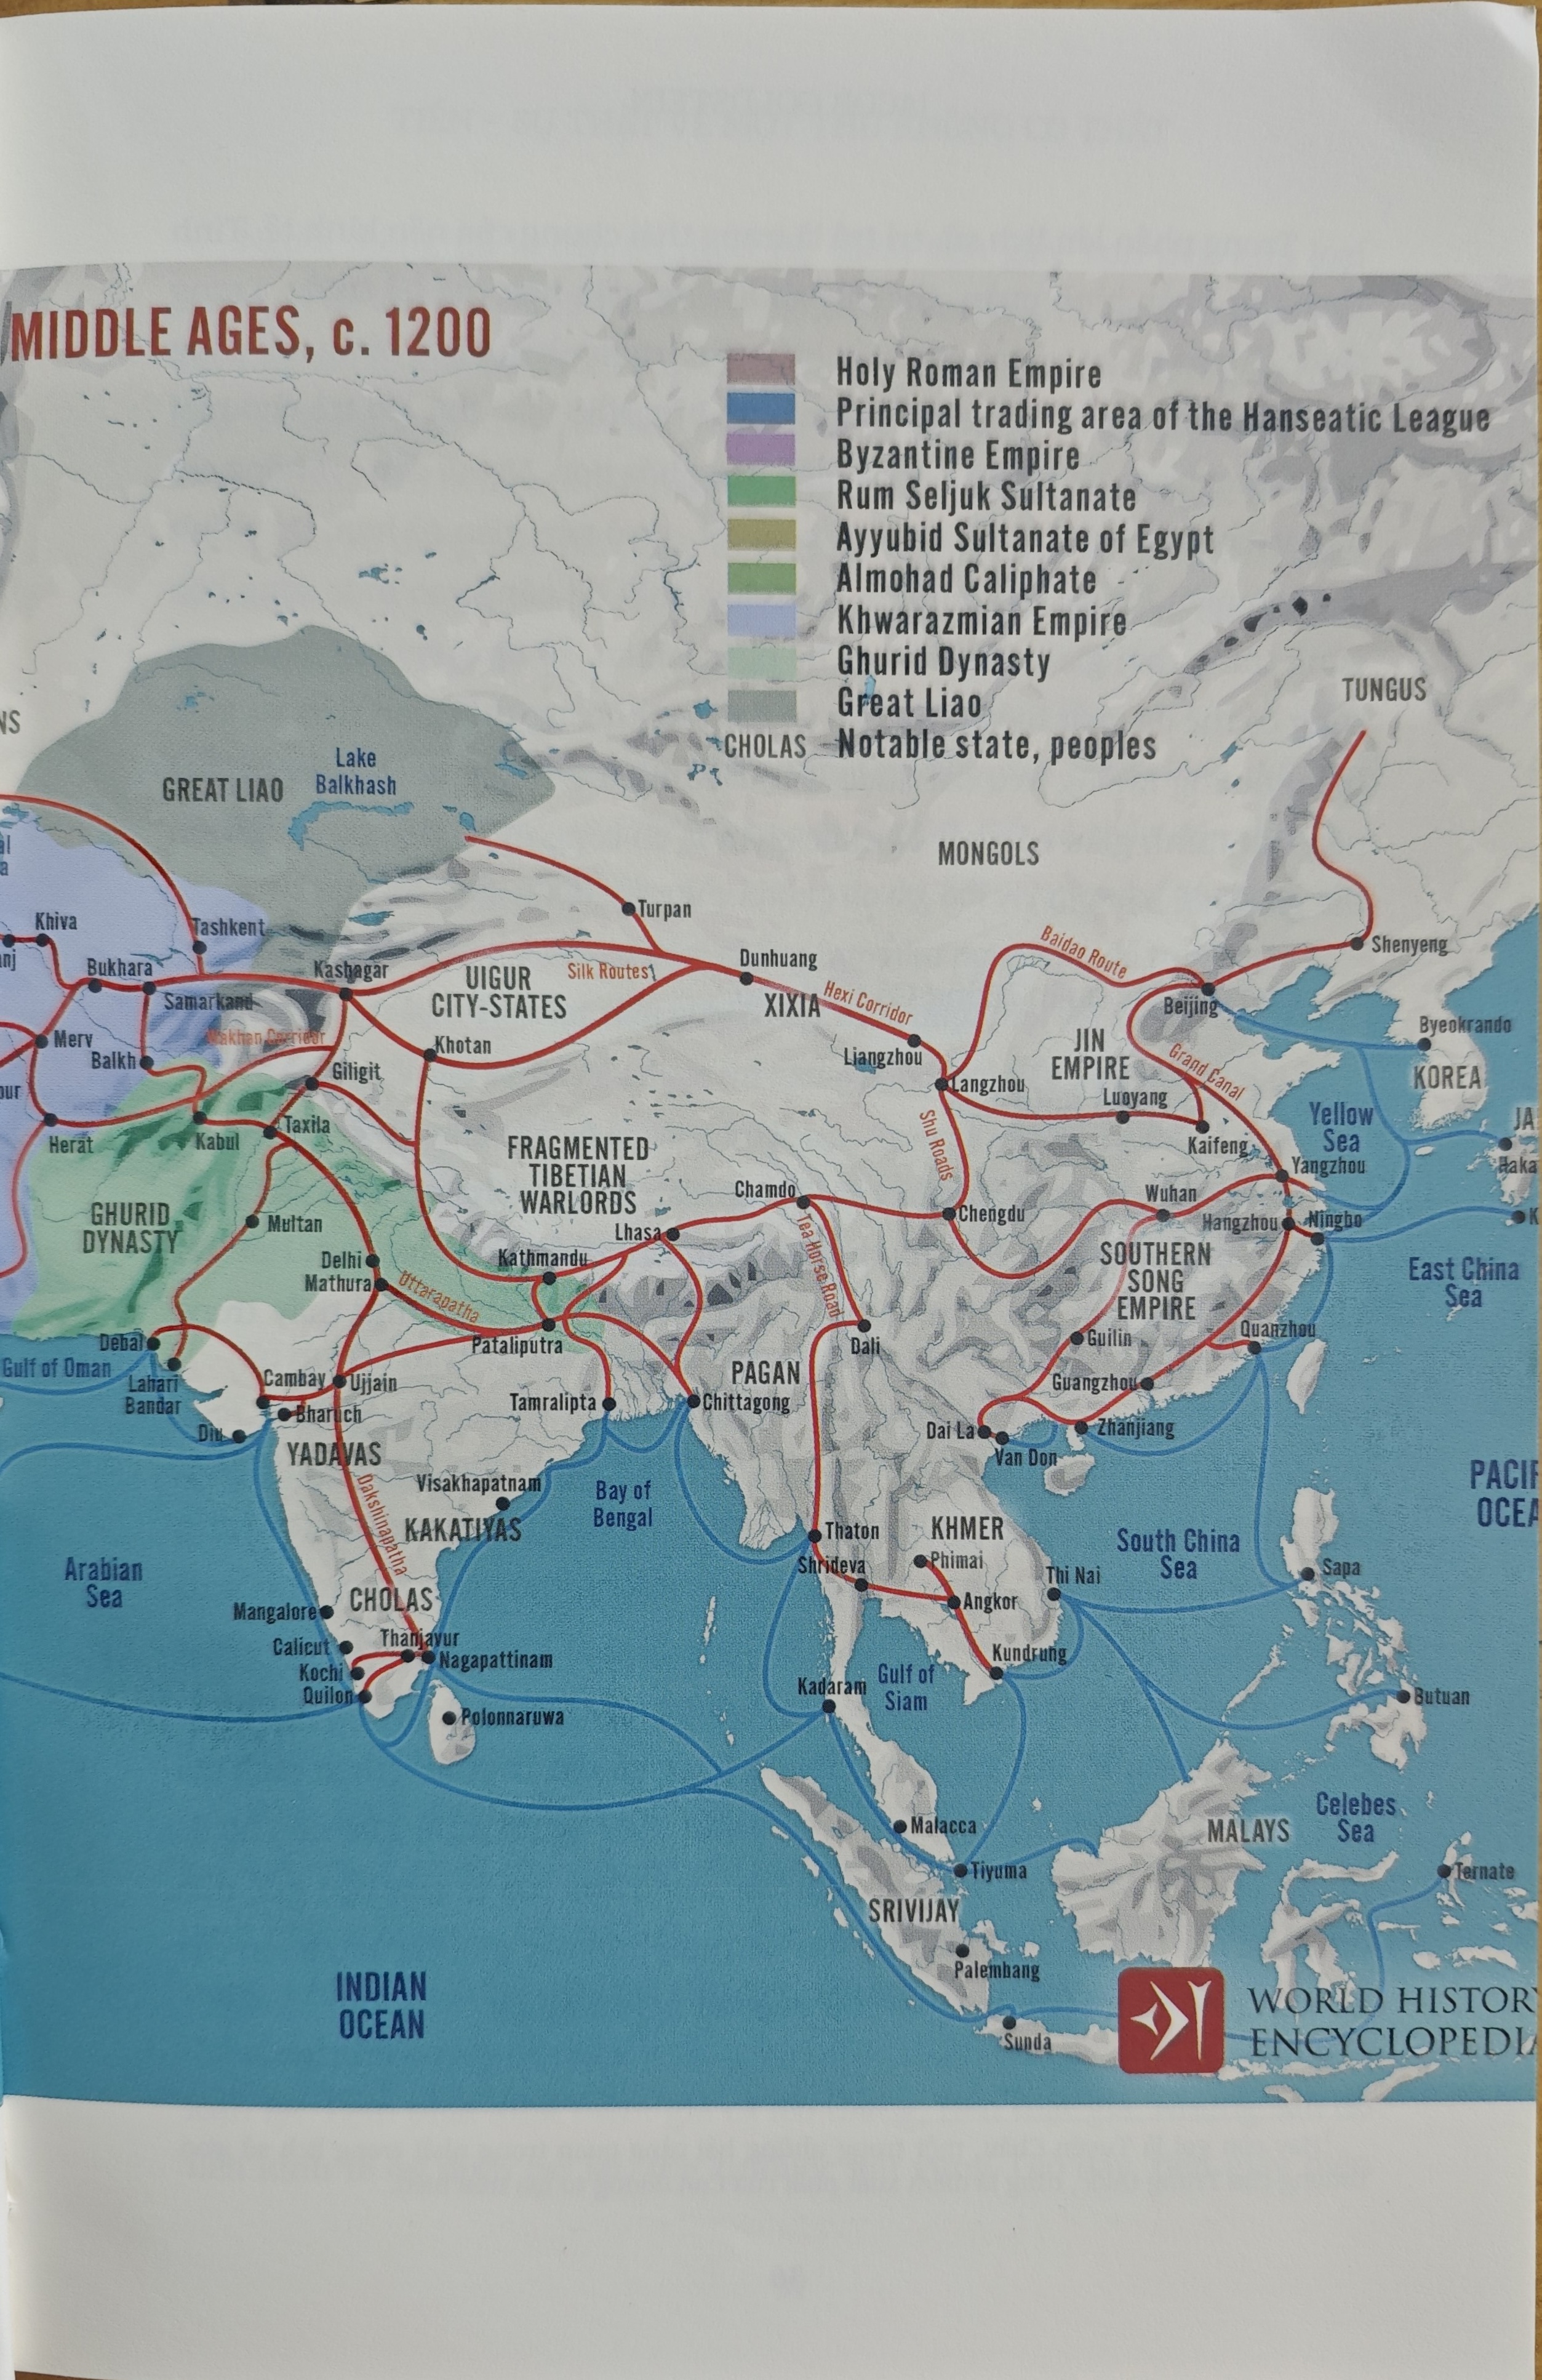 MIDDLE AGES, c. 1200
Holy Roman Empire
Principal trading area of the Hanseatic League
Byzantine Empire
Rum Seljuk Sultanate
Ayyubid Sultanate of Egypt
Almohad Caliphate
Khwarazmian Empire
Ghurid Dynasty
Great Liao
CHOLAS
Notable state, peoples
TUNGUS
NS
Lake
Balkhash
GREAT LIAO
MONGOLS
al
a
Khiva
Tashkent
Turpan
Baidao Route
Shenyeng
anj
Bukhara
Kashagar
UIGUR
CITY-STATES
Silk Routes
Dunhuang
XIXIA
Hexi Corridor
Samarkand
Beijing
Merv
Wakhan Corridor
Khotan
Liangzhou
JIN
EMPIRE
Grand Canal
Byeokrando
Balkh
Giligit
Langzhou
KOREA
our
Luoyang
Yellow
Sea
JA
Herat
Kabul
Taxila
FRAGMENTED
TIBETIAN
WARLORDS
Shu Roads
Kaifeng
Yangzhou
Haka
GHURID
DYNASTY
Multan
Chamdo
Wuhan
Lhasa
Chengdu
Hangzhou
Ningbo
K
Delhi
Mathura
Uttarapatha
Kathmandu
Tea Horse Road
SOUTHERN
SONG
EMPIRE
East China
Sea
Debal
Gulf of Oman
Pataliputra
Dali
Guilin
Quanzhou
Lahari
Bandar
Cambay
Ujjain
PAGAN
Guangzhou
Bharuch
Tamralipta
Chittagong
Diu
YADAVAS
Dai La
Van Don
Zhanjiang
Dakshinapatha
Visakhapatnam
KAKATIYAS
Bay of
Bengal
PACIF
OCEA
Thaton
KHMER
South China
Sea
Arabian
Sea
Shrideva
Phimai
Thi Nai
Sapa
CHOLAS
Angkor
Mangalore
Calicut
Thanjavur
Kochi
Nagapattinam
Quilon
Kundrung
Gulf of
Siam
Kadaram
Butuan
Polonnaruwa
Malacca
MALAYS
Celebes
Sea
Tiyuma
Ternate
SRIVIJAY
Palembang
INDIAN
OCEAN
Sunda
WORLD HISTORY
ENCYCLOPEDIA